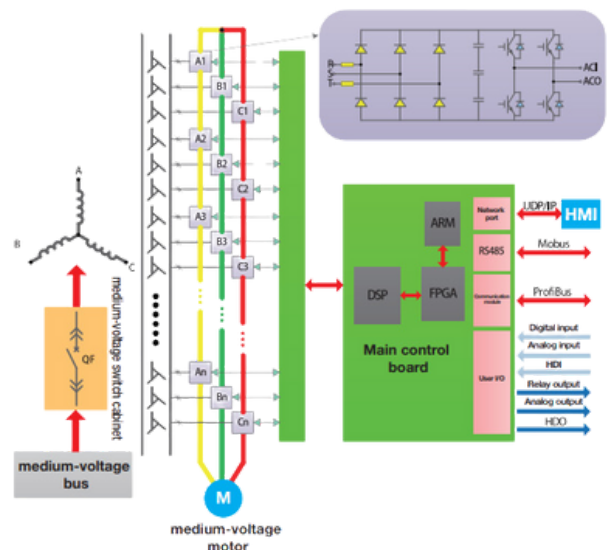 A
B
C
QF
medium-voltage switch cabinet
medium-voltage
bus
A1
B1
C1
A2
B2
C2
A3
B3
C3
An
Bn
Cn
M
medium-voltage
motor
ACI
ACO
ARM
DSP
FPGA
Main control
board
Network
port
RS485
Communication
module
User I/O
UDP/IP
HMI
Mobus
ProfiBus
Digital input
Analog input
HDI
Relay output
Analog output
HDO